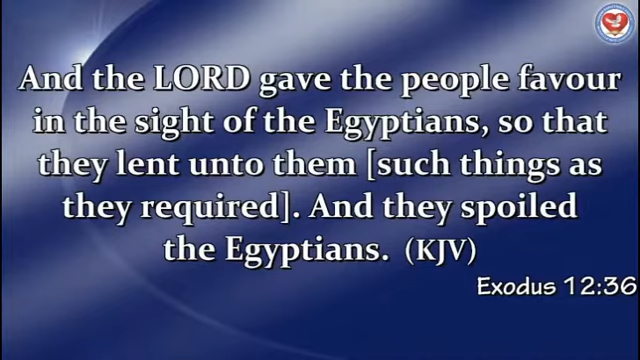 And the LORD gave the people favour
in the sight of the Egyptians, so that
they lent unto them [such things as
they required]. And they spoiled
the Egyptians. (KJV)
Exodus 12:36